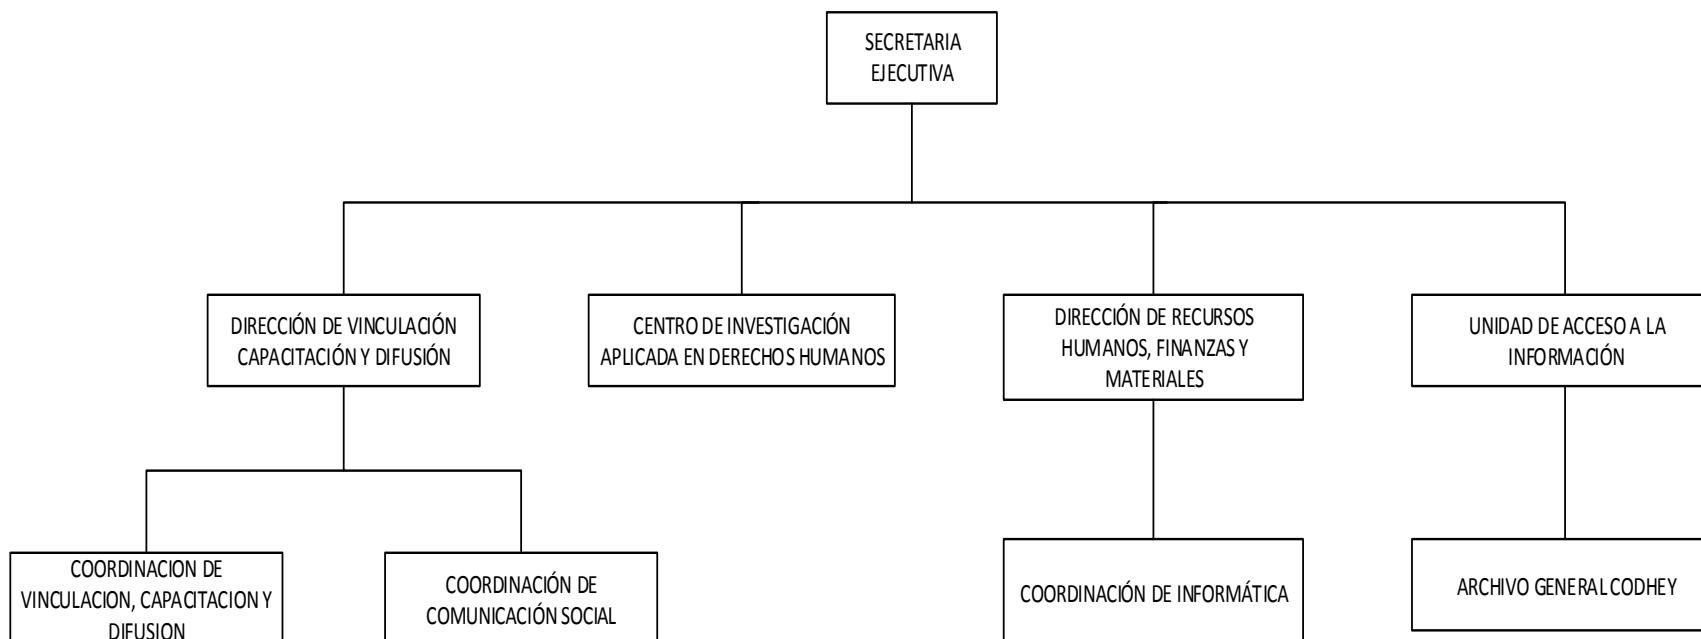 SECRETARIA
EJECUTIVA
DIRECCIÓN DE VINCULACIÓN
CAPACITACIÓN Y DIFUSIÓN
CENTRO DE INVESTIGACIÓN
APLICADA EN DERECHOS HUMANOS
DIRECCIÓN DE RECURSOS
HUMANOS, FINANZAS Y
MATERIALES
UNIDAD DE ACCESO A LA
INFORMACIÓN
COORDINACION DE
VINCULACION, CAPACITACION Y
DIFUSION
COORDINACIÓN DE
COMUNICACIÓN SOCIAL
COORDINACIÓN DE INFORMÁTICA
ARCHIVO GENERAL CODHEY